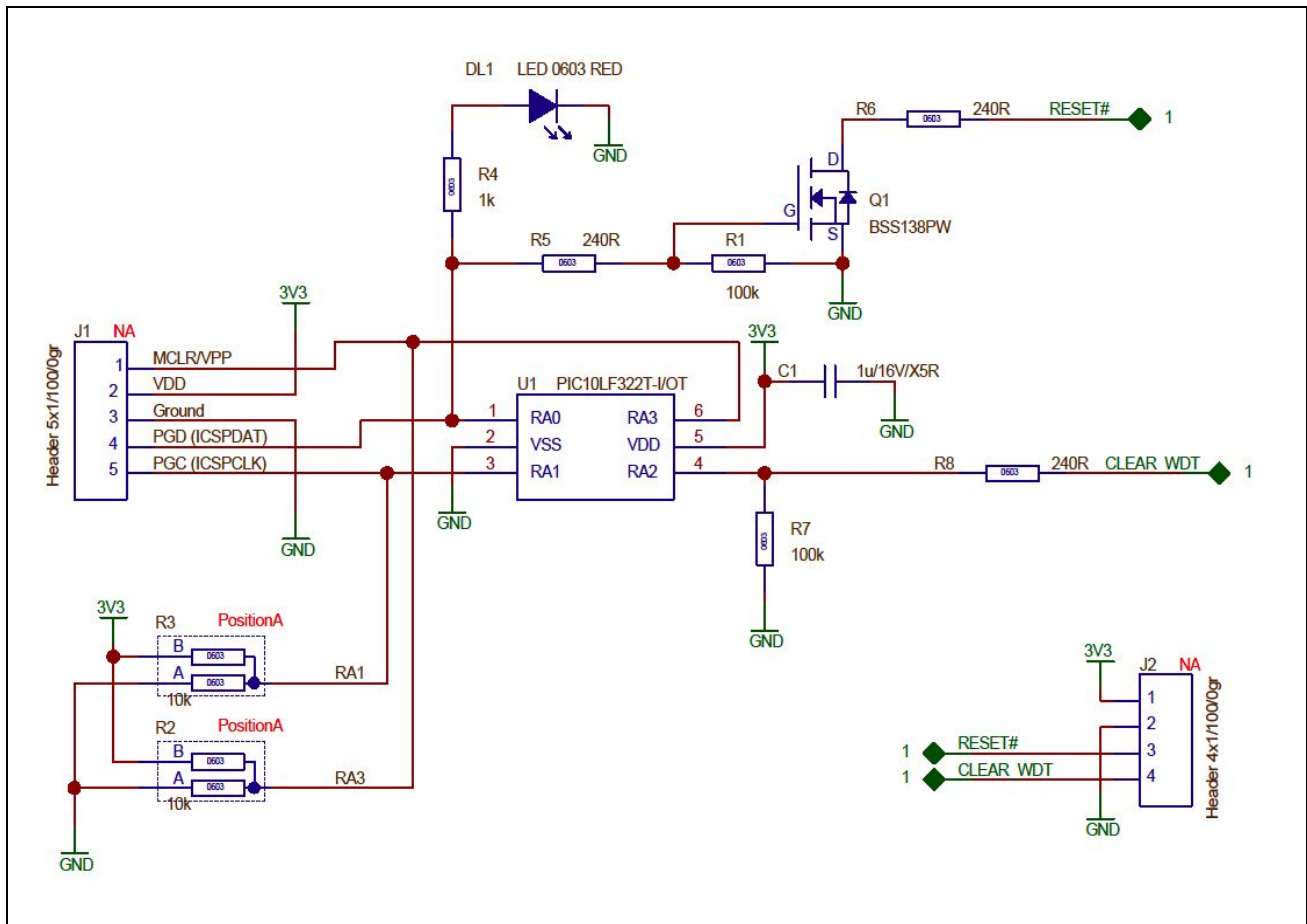 DL1 LED 0603 RED
GND
0603
R4
1k
R6 0603 240R RESET# 1
D
G
S
Q1
BSS138PW
R5 240R
0603
R1
0603
100k
GND
3V3
J1 NA
Header 5x1/100/0gr
1 MCLR/VPP
2 VDD
3 Ground
4 PGD (ICSPDAT)
5 PGC (ICSPCLK)
GND
3V3
C1 1u/16V/X5R
GND
U1 PIC10LF322T-I/OT
1 RA0 RA3 6
2 VSS VDD 5
3 RA1 RA2 4
GND
R8 0603 240R CLEAR WDT 1
0603
R7
100k
GND
3V3
R3 PositionA
B 0603
A 0603 RA1
10k
R2 PositionA
B 0603
A 0603 RA3
10k
GND
3V3
J2 NA
Header 4x1/100/0gr
1
2
1 RESET# 3
1 CLEAR WDT 4
GND